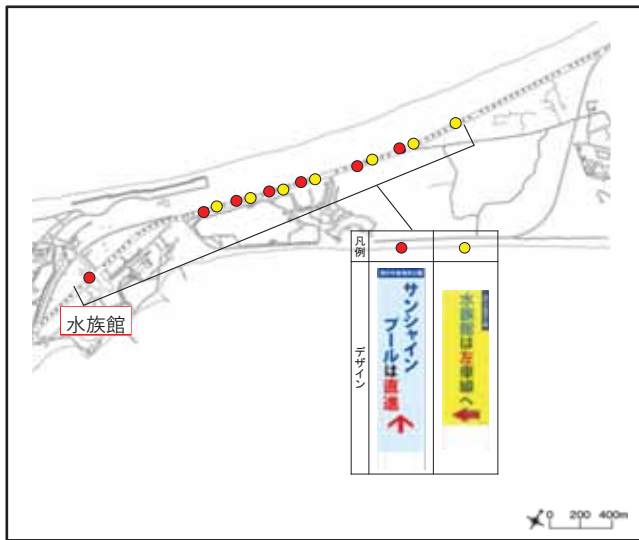 水族館
凡例
デザイン
サンシャイン
プールは直進
水族館は左車線へ
0 200 400m